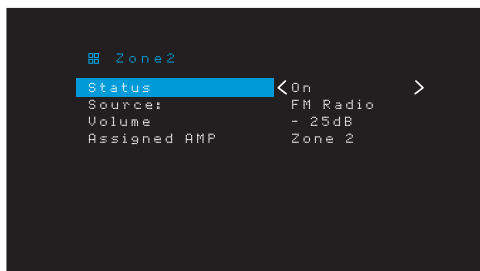 Zone2
Status On
Source: FM Radio
Volume - 25dB
Assigned AMP Zone 2